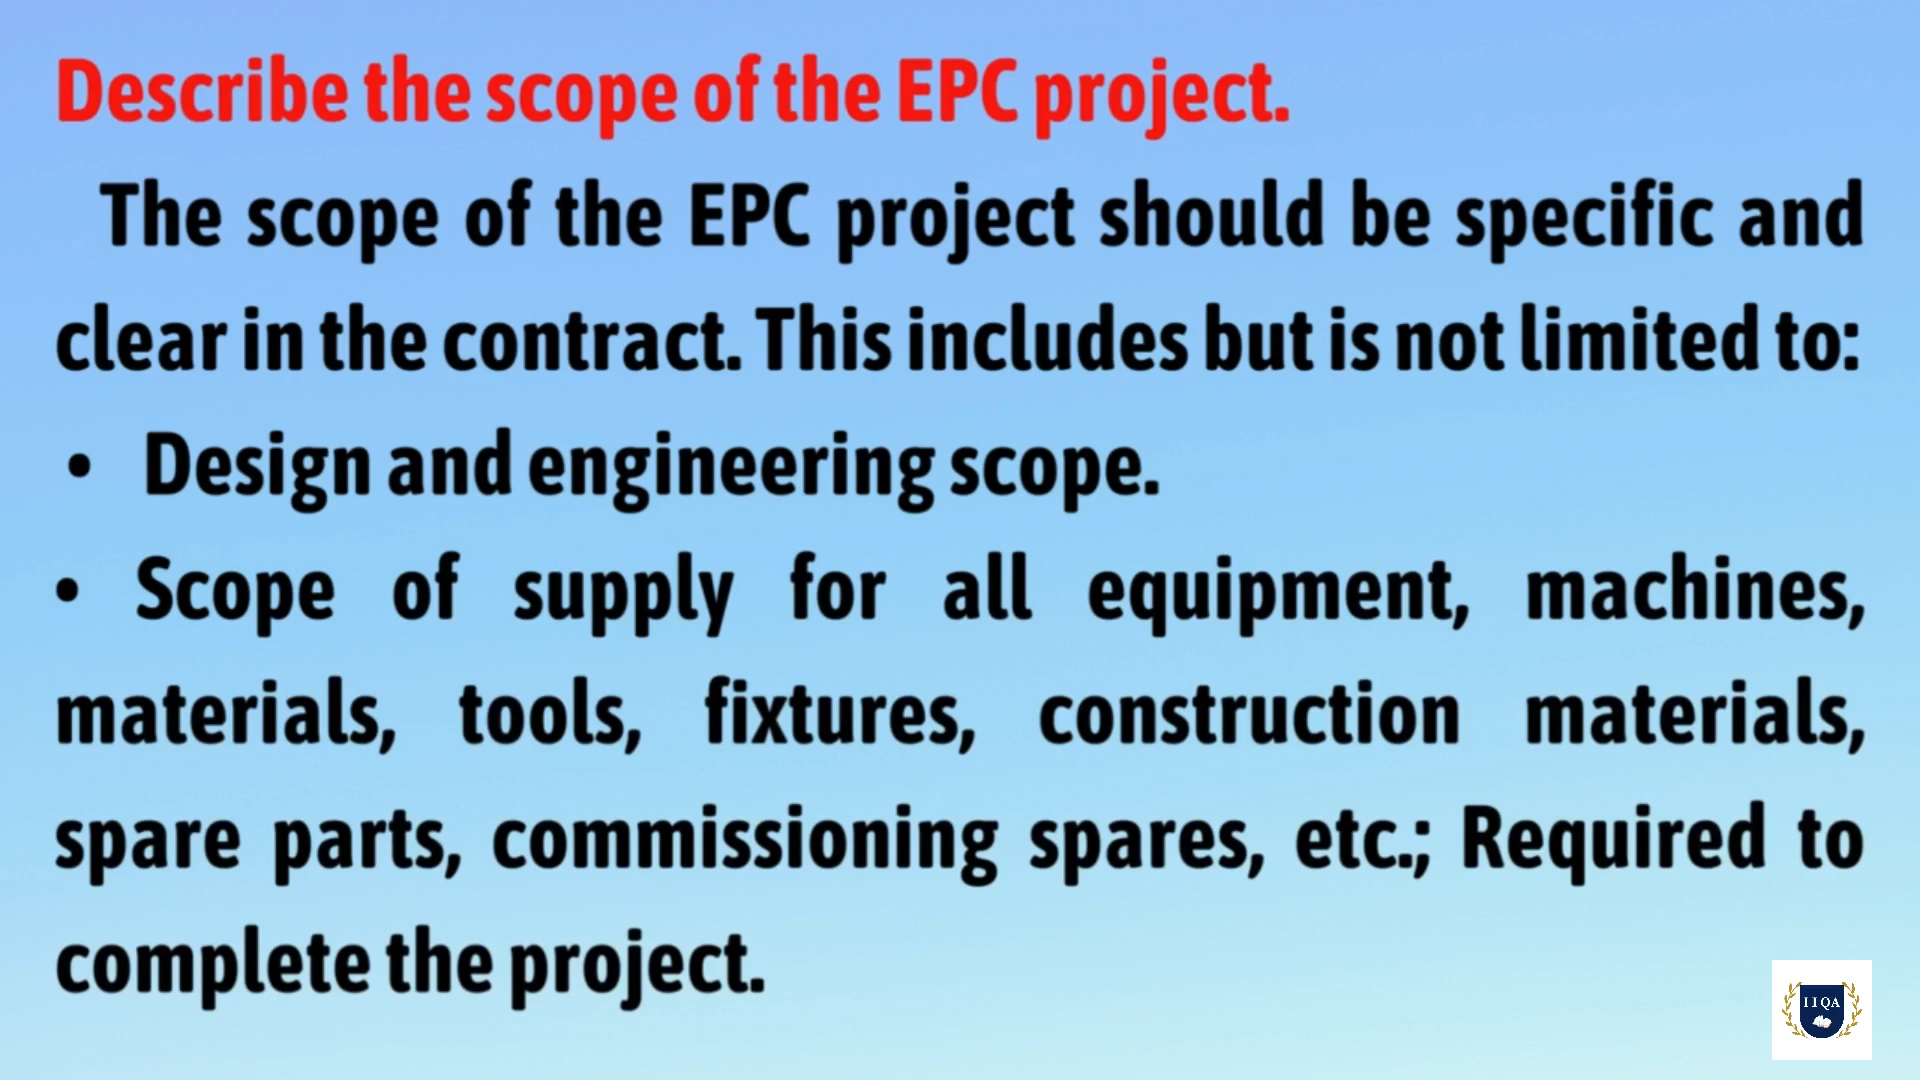 Describe the scope of the EPC project.
The scope of the EPC project should be specific and
clear in the contract. This includes but is not limited to:
• Design and engineering scope.
• Scope of supply for all equipment, machines,
materials, tools, fixtures, construction materials,
spare parts, commissioning spares, etc.; Required to
complete the project.
IIQA